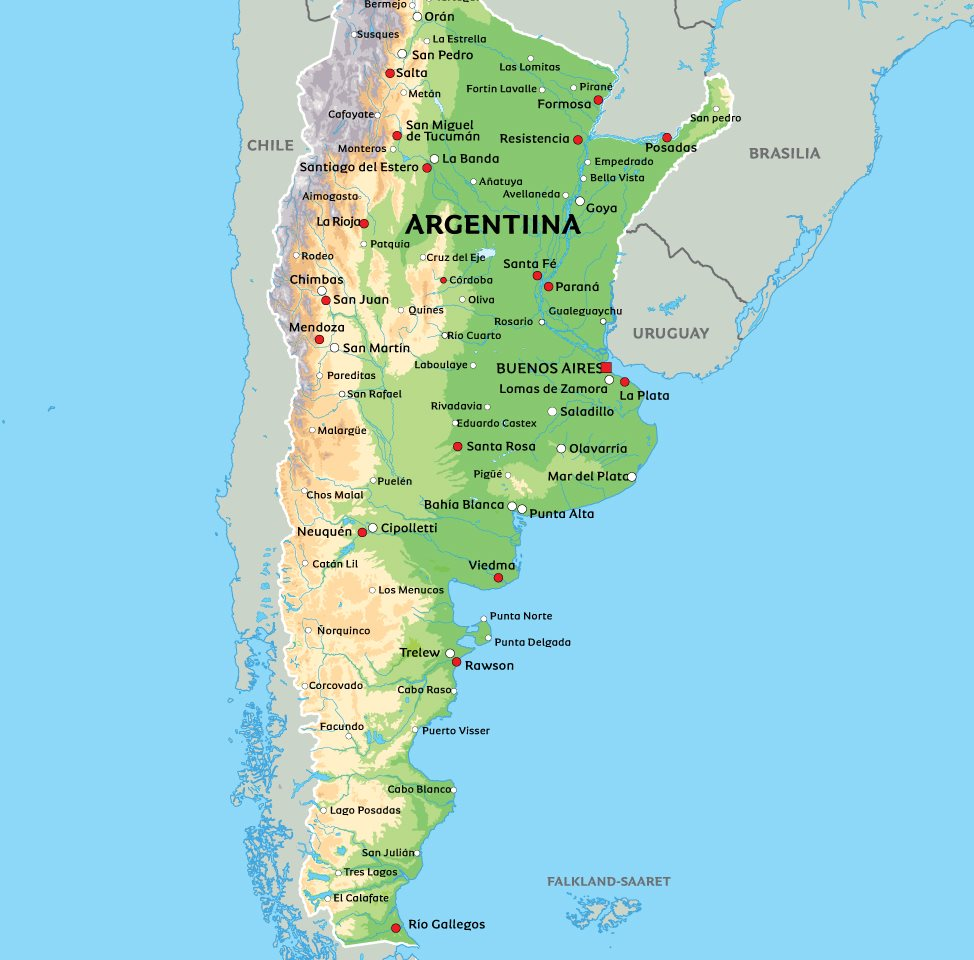 Bermejo
Orán
Susques
La Estrella
San Pedro
Las Lomitas
Salta
Pirané
Metán
Fortin Lavalle
Formosa
Cafayate
San pedro
San Miguel
de Tucumán
Resistencia
CHILE
Monteros
Posadas
BRASILIA
La Banda
Empedrado
Santiago del Estero
Bella Vista
Añatuya
Avellaneda
Aimogasta
Goya
La Rioja
ARGENTIINA
Patquia
Rodeo
Cruz del Eje
Santa Fé
Chimbas
Córdoba
Paraná
San Juan
Oliva
Quines
Gualeguaychu
Rosario
Mendoza
Río Cuarto
URUGUAY
San Martín
Laboulaye
BUENOS AIRES
Pareditas
Lomas de Zamora
San Rafael
La Plata
Rivadavia
Saladillo
Eduardo Castex
Malargüe
Santa Rosa
Olavarría
Pigüé
Mar del Plata
Puelén
Chos Malal
Bahía Blanca
Punta Alta
Cipolletti
Neuquén
Catán Lil
Viedma
Los Menucos
Punta Norte
Ñorquinco
Punta Delgada
Trelew
Rawson
Corcovado
Cabo Raso
Facundo
Puerto Visser
Cabo Blanco
Lago Posadas
San Julián
Tres Lagos
FALKLAND-SAARET
El Calafate
Río Gallegos